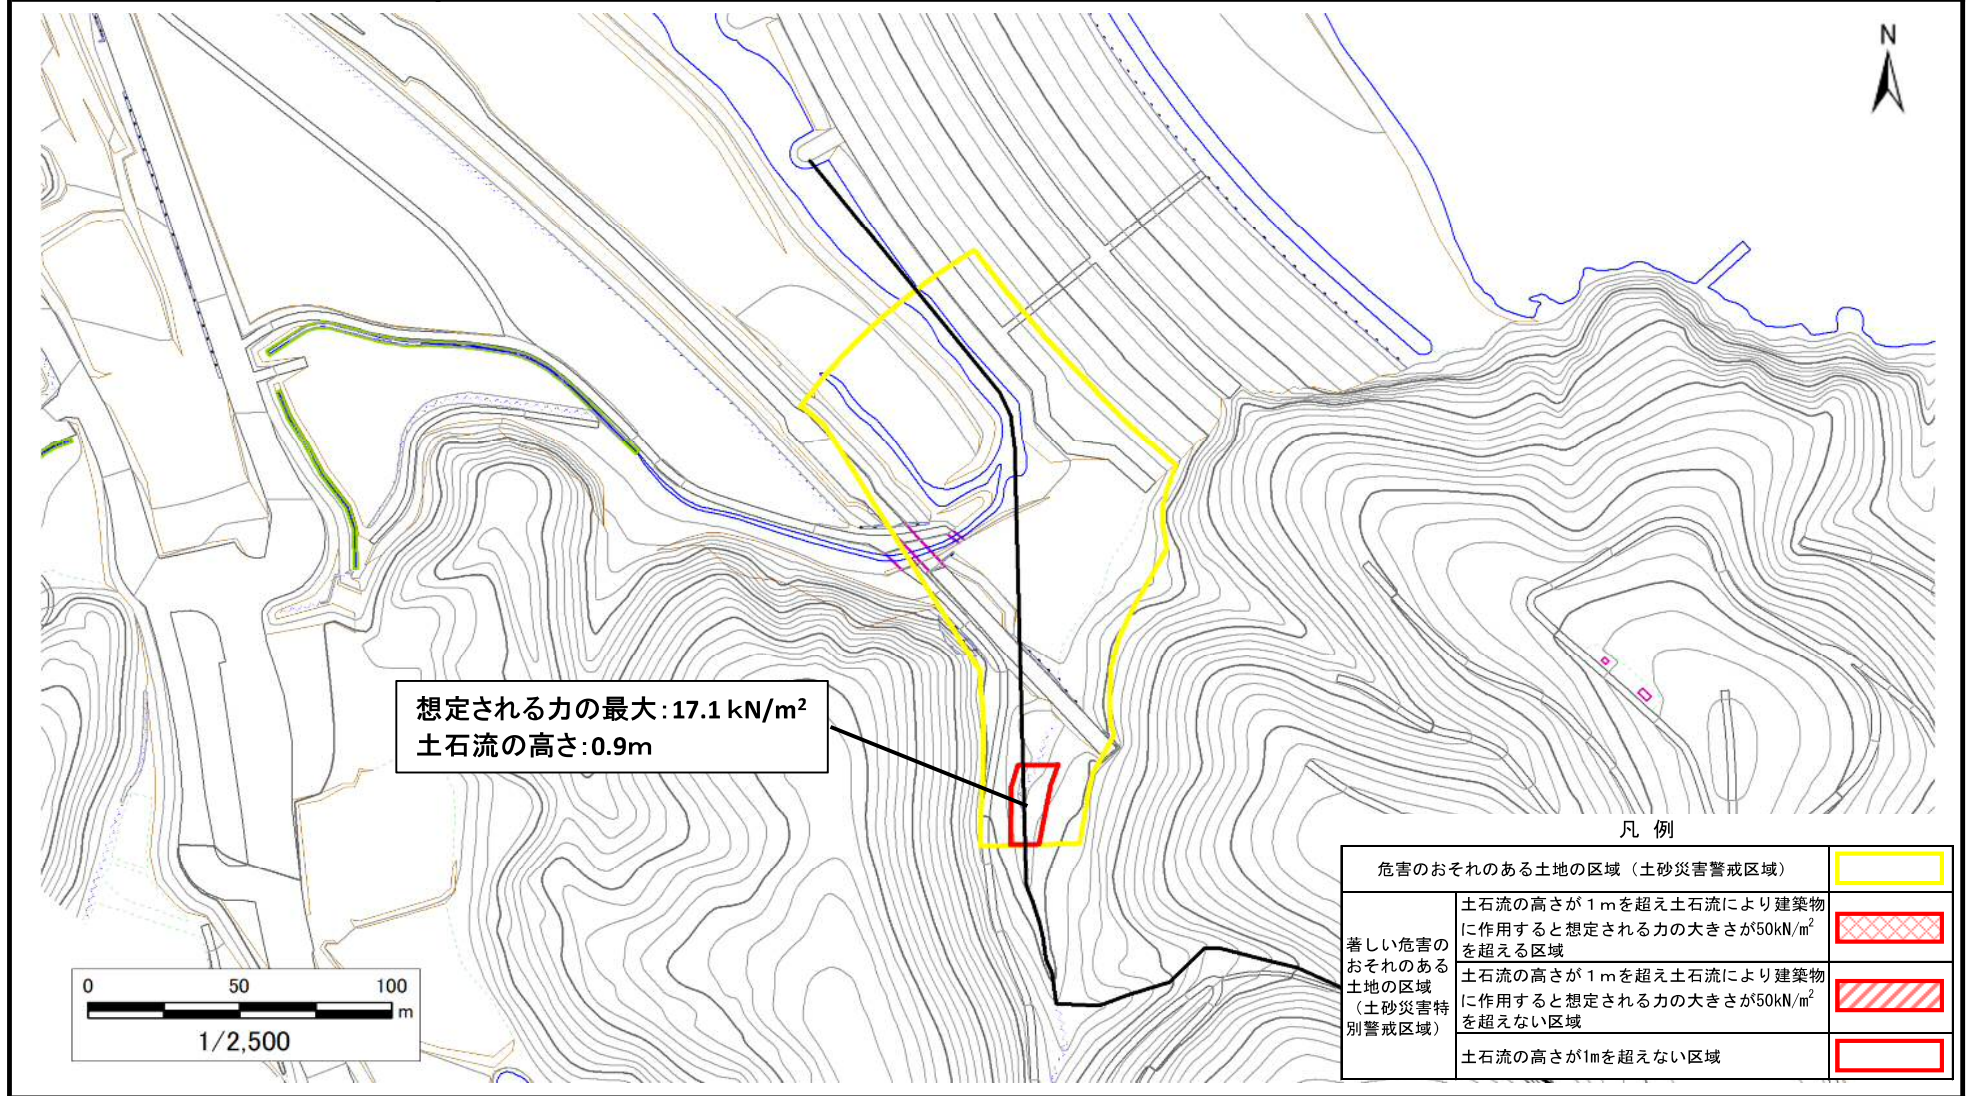 N
想定される力の最大：17.1 kN/m²
土石流の高さ：0.9m
凡 例
危害のおそれのある土地の区域（土砂災害警戒区域）
著しい危害の
おそれのある
土地の区域
（土砂災害特
別警戒区域）
土石流の高さが１ｍを超え土石流により建築物
に作用すると想定される力の大きさが50kN/m²
を超える区域
土石流の高さが１ｍを超え土石流により建築物
に作用すると想定される力の大きさが50kN/m²
を超えない区域
土石流の高さが1mを超えない区域
0 50 100
m
1/2,500